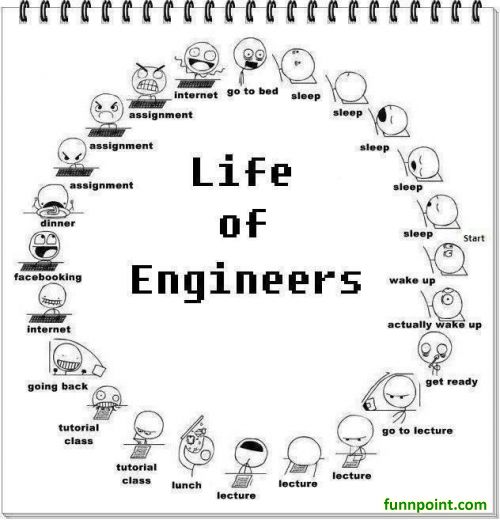 Life
of
Engineers
Start
wake up
actually wake up
get ready
go to lecture
lecture
lecture
lecture
lunch
tutorial
class
tutorial
class
going back
internet
facebooking
dinner
assignment
assignment
assignment
internet
go to bed
sleep
sleep
sleep
sleep
sleep
funnpoint.com